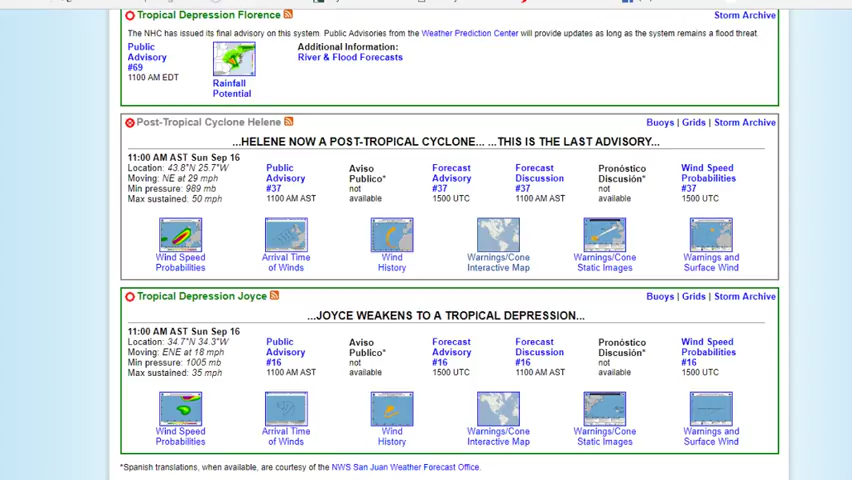 Tropical Depression Florence
Storm Archive
The NHC has issued its final advisory on this system. Public Advisories from the Weather Prediction Center will provide updates as long as the system remains a flood threat.
Public
Advisory
#69
1100 AM EDT
Rainfall
Potential
Additional Information:
River & Flood Forecasts
Post-Tropical Cyclone Helene
Buoys | Grids | Storm Archive
...HELENE NOW A POST-TROPICAL CYCLONE... ...THIS IS THE LAST ADVISORY...
11:00 AM AST Sun Sep 16
Location: 43.8°N 25.7°W
Moving: NE at 29 mph
Min pressure: 989 mb
Max sustained: 50 mph
Public
Advisory
#37
1100 AM AST
Aviso
Publico*
not
available
Forecast
Advisory
#37
1500 UTC
Forecast
Discussion
#37
1100 AM AST
Pronóstico
Discusión*
not
available
Wind Speed
Probabilities
#37
1500 UTC
Wind Speed
Probabilities
Arrival Time
of Winds
Wind
History
Warnings/Cone
Interactive Map
Warnings/Cone
Static Images
Warnings and
Surface Wind
Tropical Depression Joyce
Buoys | Grids | Storm Archive
...JOYCE WEAKENS TO A TROPICAL DEPRESSION...
11:00 AM AST Sun Sep 16
Location: 34.7°N 34.3°W
Moving: ENE at 18 mph
Min pressure: 1005 mb
Max sustained: 35 mph
Public
Advisory
#16
1100 AM AST
Aviso
Publico*
not
available
Forecast
Advisory
#16
1500 UTC
Forecast
Discussion
#16
1100 AM AST
Pronóstico
Discusión*
not
available
Wind Speed
Probabilities
#16
1500 UTC
Wind Speed
Probabilities
Arrival Time
of Winds
Wind
History
Warnings/Cone
Interactive Map
Warnings/Cone
Static Images
Warnings and
Surface Wind
*Spanish translations, when available, are courtesy of the NWS San Juan Weather Forecast Office.